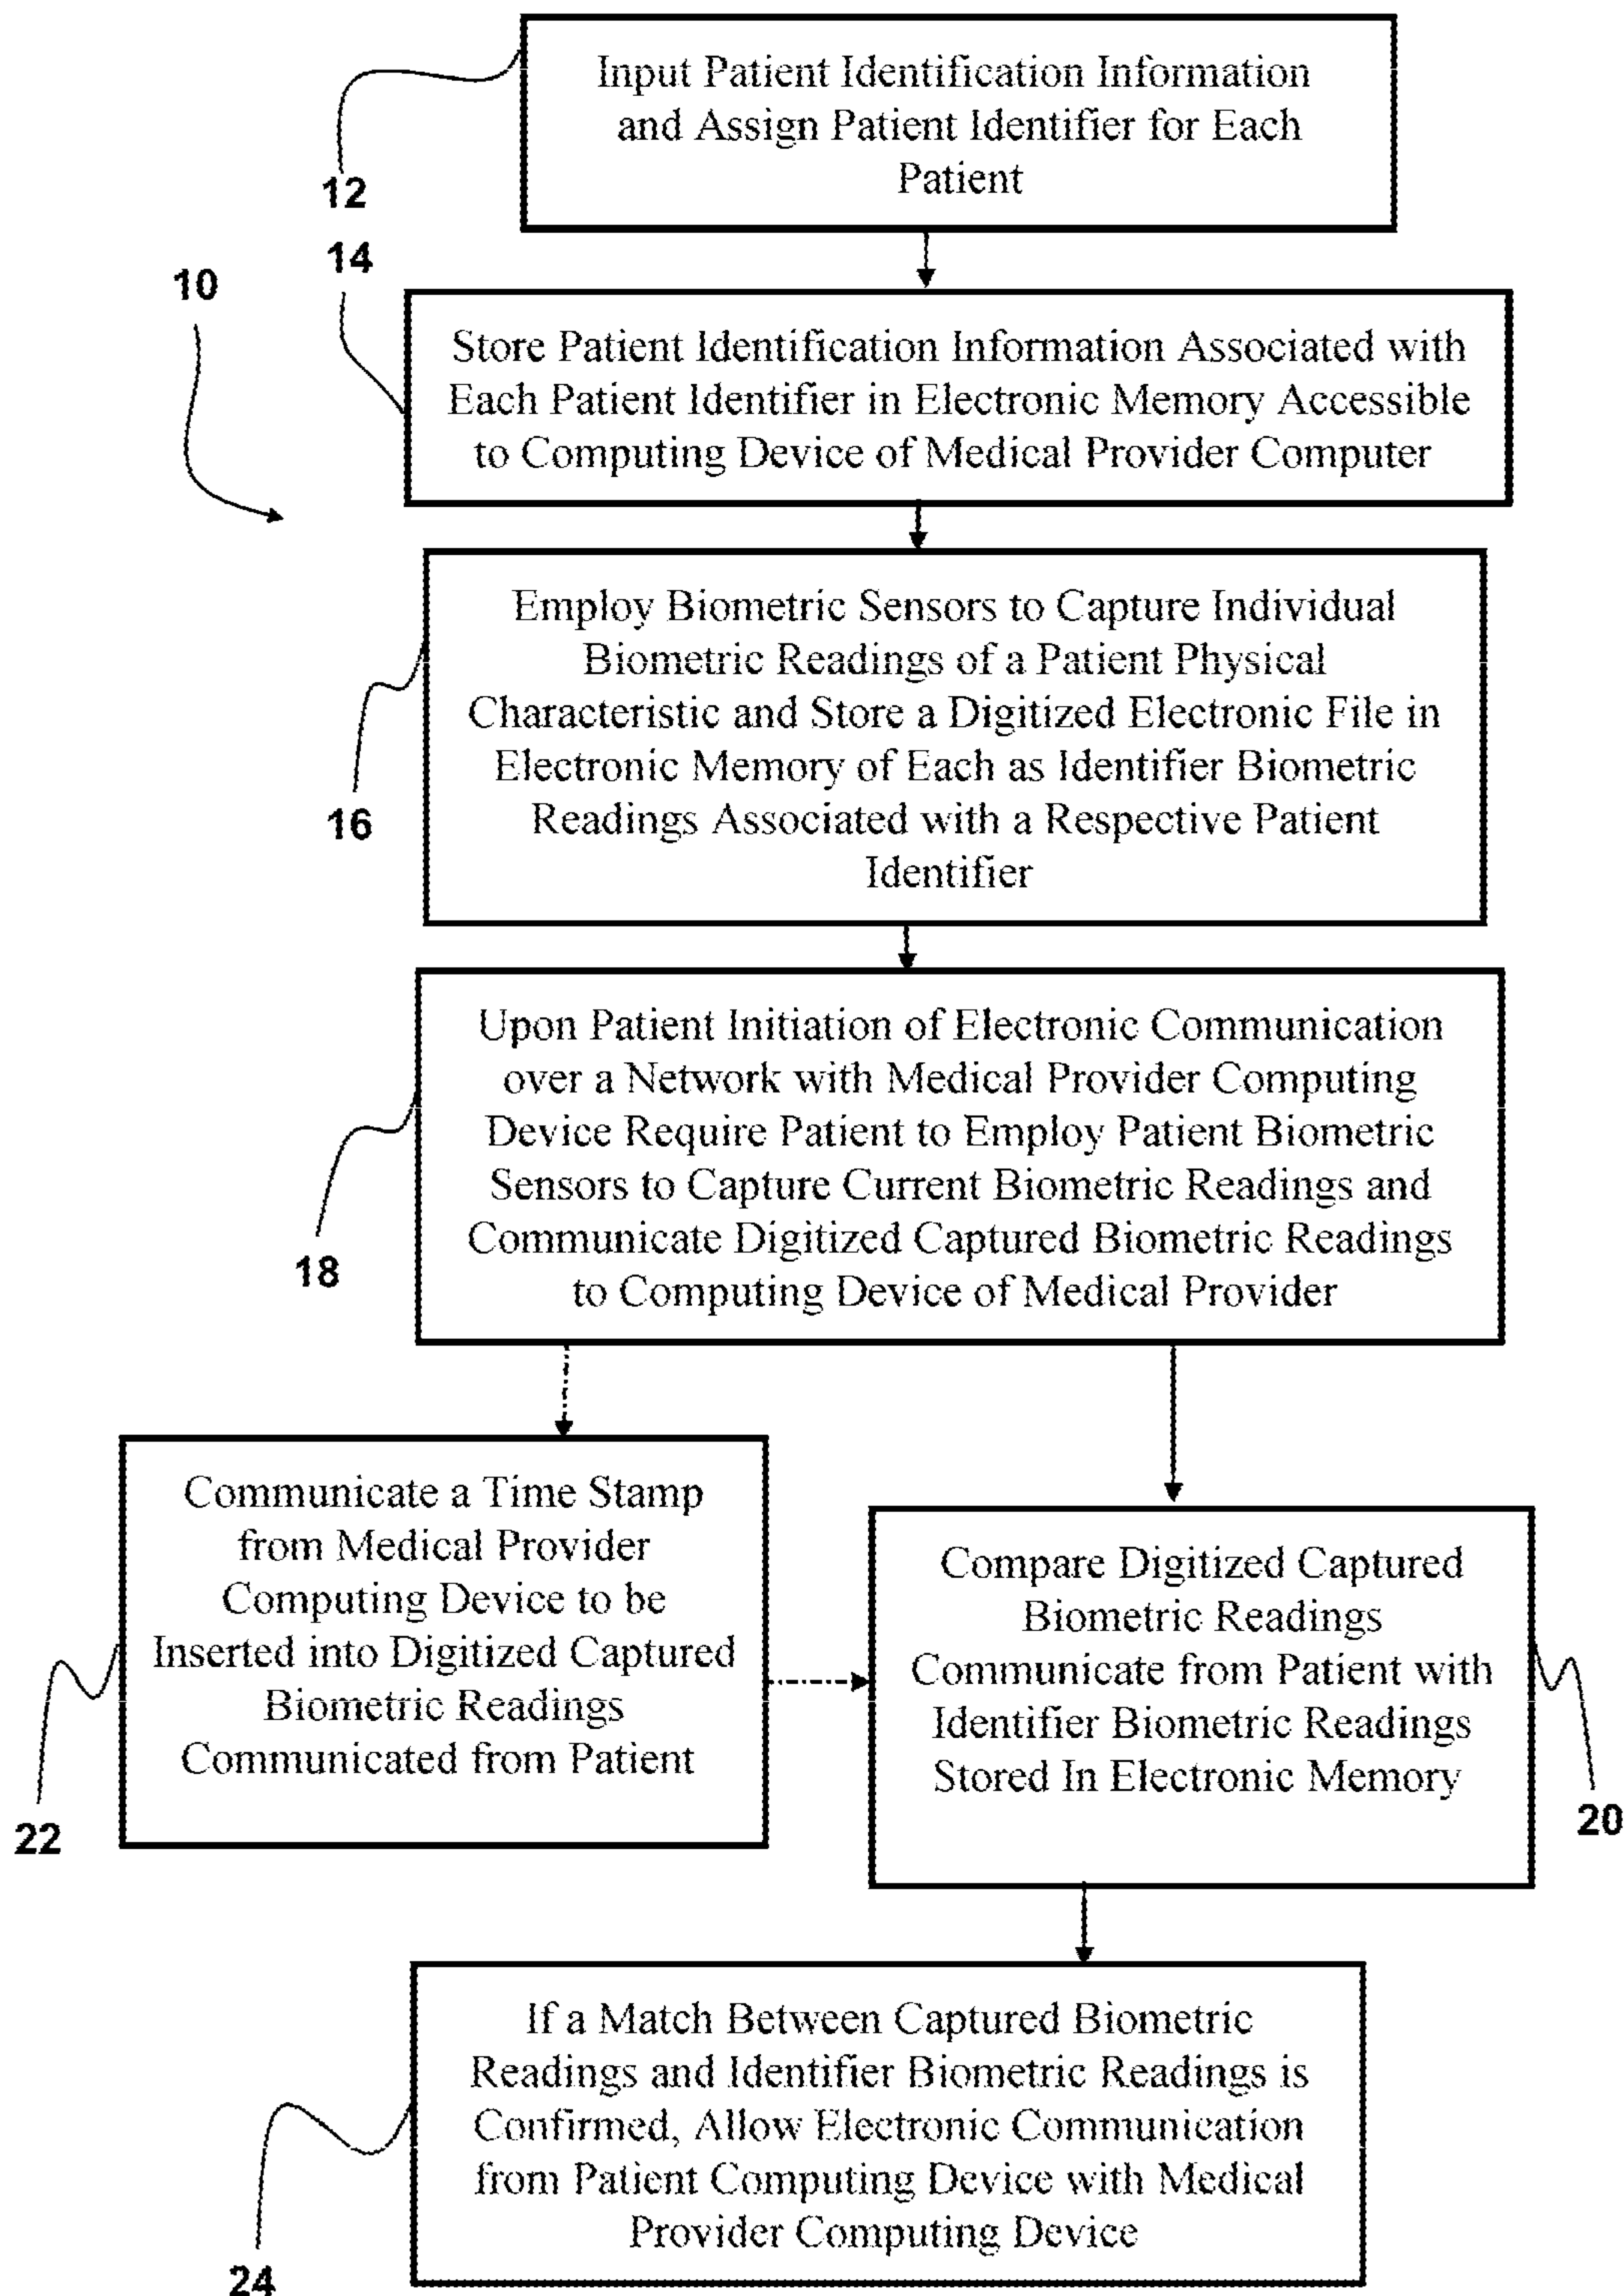 Input Patient Identification Information
and Assign Patient Identifier for Each
Patient
12
14
10
Store Patient Identification Information Associated with
Each Patient Identifier in Electronic Memory Accessible
to Computing Device of Medical Provider Computer
Employ Biometric Sensors to Capture Individual
Biometric Readings of a Patient Physical
Characteristic and Store a Digitized Electronic File in
Electronic Memory of Each as Identifier Biometric
Readings Associated with a Respective Patient
Identifier
16
Upon Patient Initiation of Electronic Communication
over a Network with Medical Provider Computing
Device Require Patient to Employ Patient Biometric
Sensors to Capture Current Biometric Readings and
Communicate Digitized Captured Biometric Readings
to Computing Device of Medical Provider
18
Communicate a Time Stamp
from Medical Provider
Computing Device to be
Inserted into Digitized Captured
Biometric Readings
Communicated from Patient
22
Compare Digitized Captured
Biometric Readings
Communicate from Patient with
Identifier Biometric Readings
Stored In Electronic Memory
20
If a Match Between Captured Biometric
Readings and Identifier Biometric Readings is
Confirmed, Allow Electronic Communication
from Patient Computing Device with Medical
Provider Computing Device
24